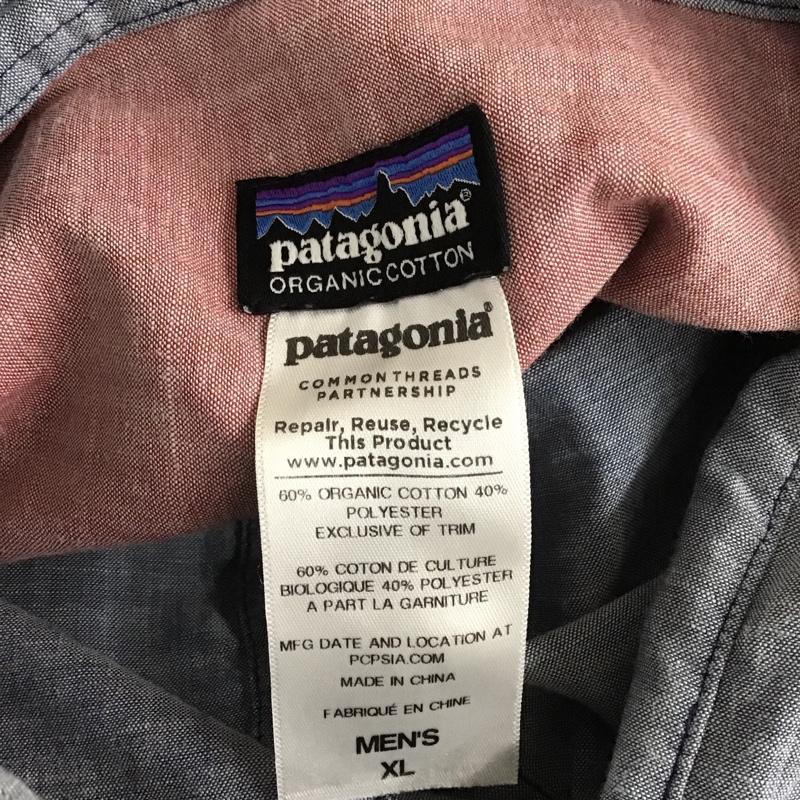 patagonia®
ORGANIC COTTON
patagonia®
COMMON THREADS
PARTNERSHIP
Repair, Reuse, Recycle
This Product
www.patagonia.com
60% ORGANIC COTTON 40%
POLYESTER
EXCLUSIVE OF TRIM
60% COTON DE CULTURE
BIOLOGIQUE 40% POLYESTER
A PART LA GARNITURE
MFG DATE AND LOCATION AT
PCPSIA.COM
MADE IN CHINA
FABRIQUÉ EN CHINE
MEN'S
XL